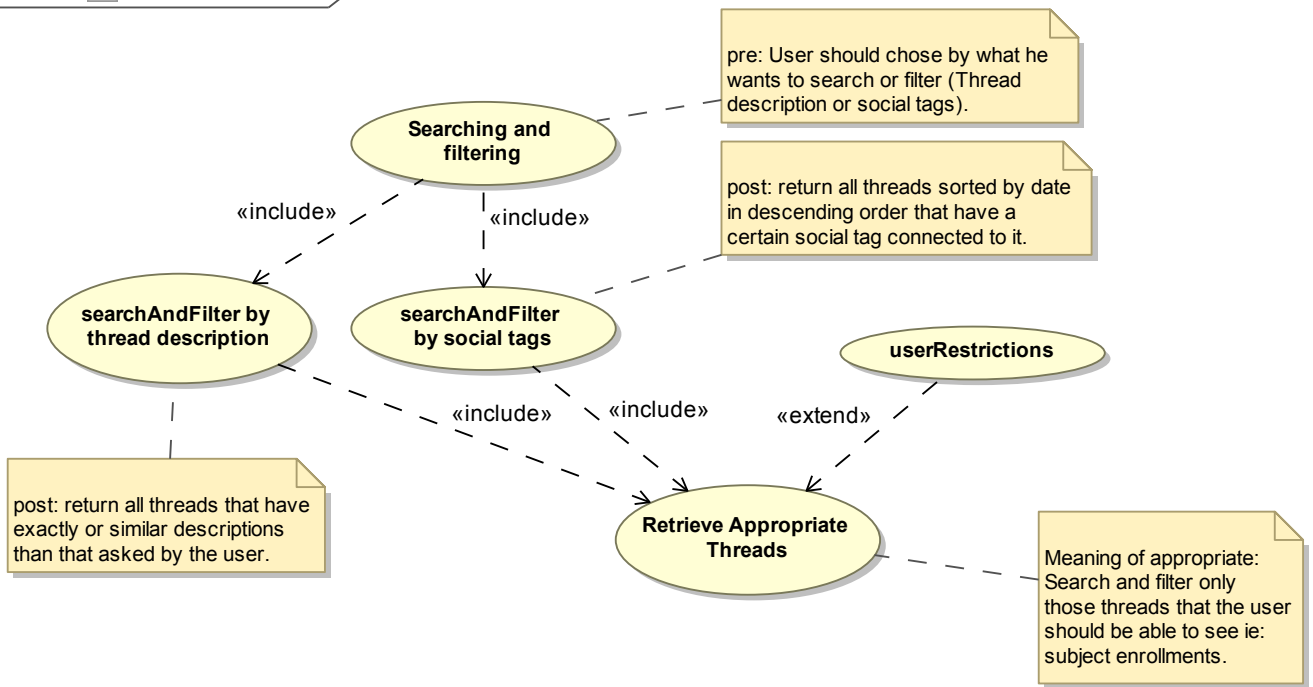 pre: User should chose by what he
wants to search or filter (Thread
description or social tags).
Searching and
filtering
post: return all threads sorted by date
in descending order that have a
certain social tag connected to it.
«include»
«include»
searchAndFilter by
thread description
searchAndFilter
by social tags
userRestrictions
«include»
«include»
«extend»
post: return all threads that have
exactly or similar descriptions
than that asked by the user.
Retrieve Appropriate
Threads
Meaning of appropriate:
Search and filter only
those threads that the user
should be able to see ie:
subject enrollments.